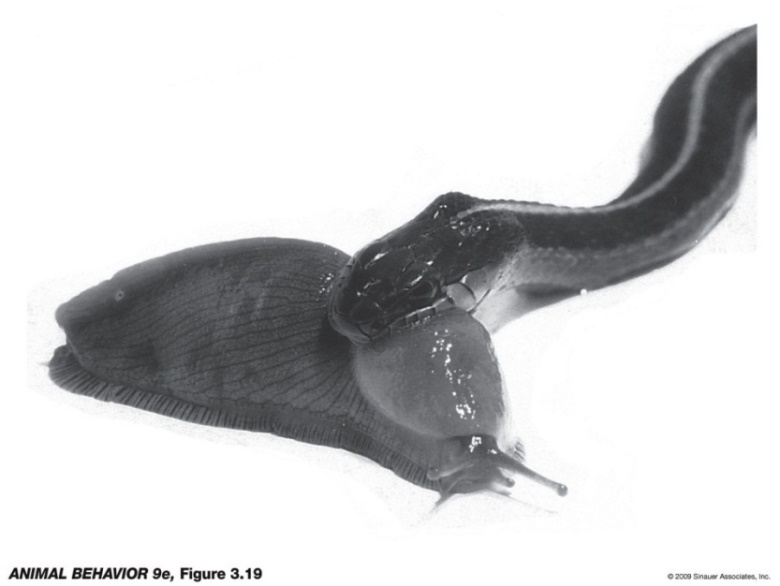 ANIMAL BEHAVIOR 9e, Figure 3.19
© 2009 Sinauer Associates, Inc.